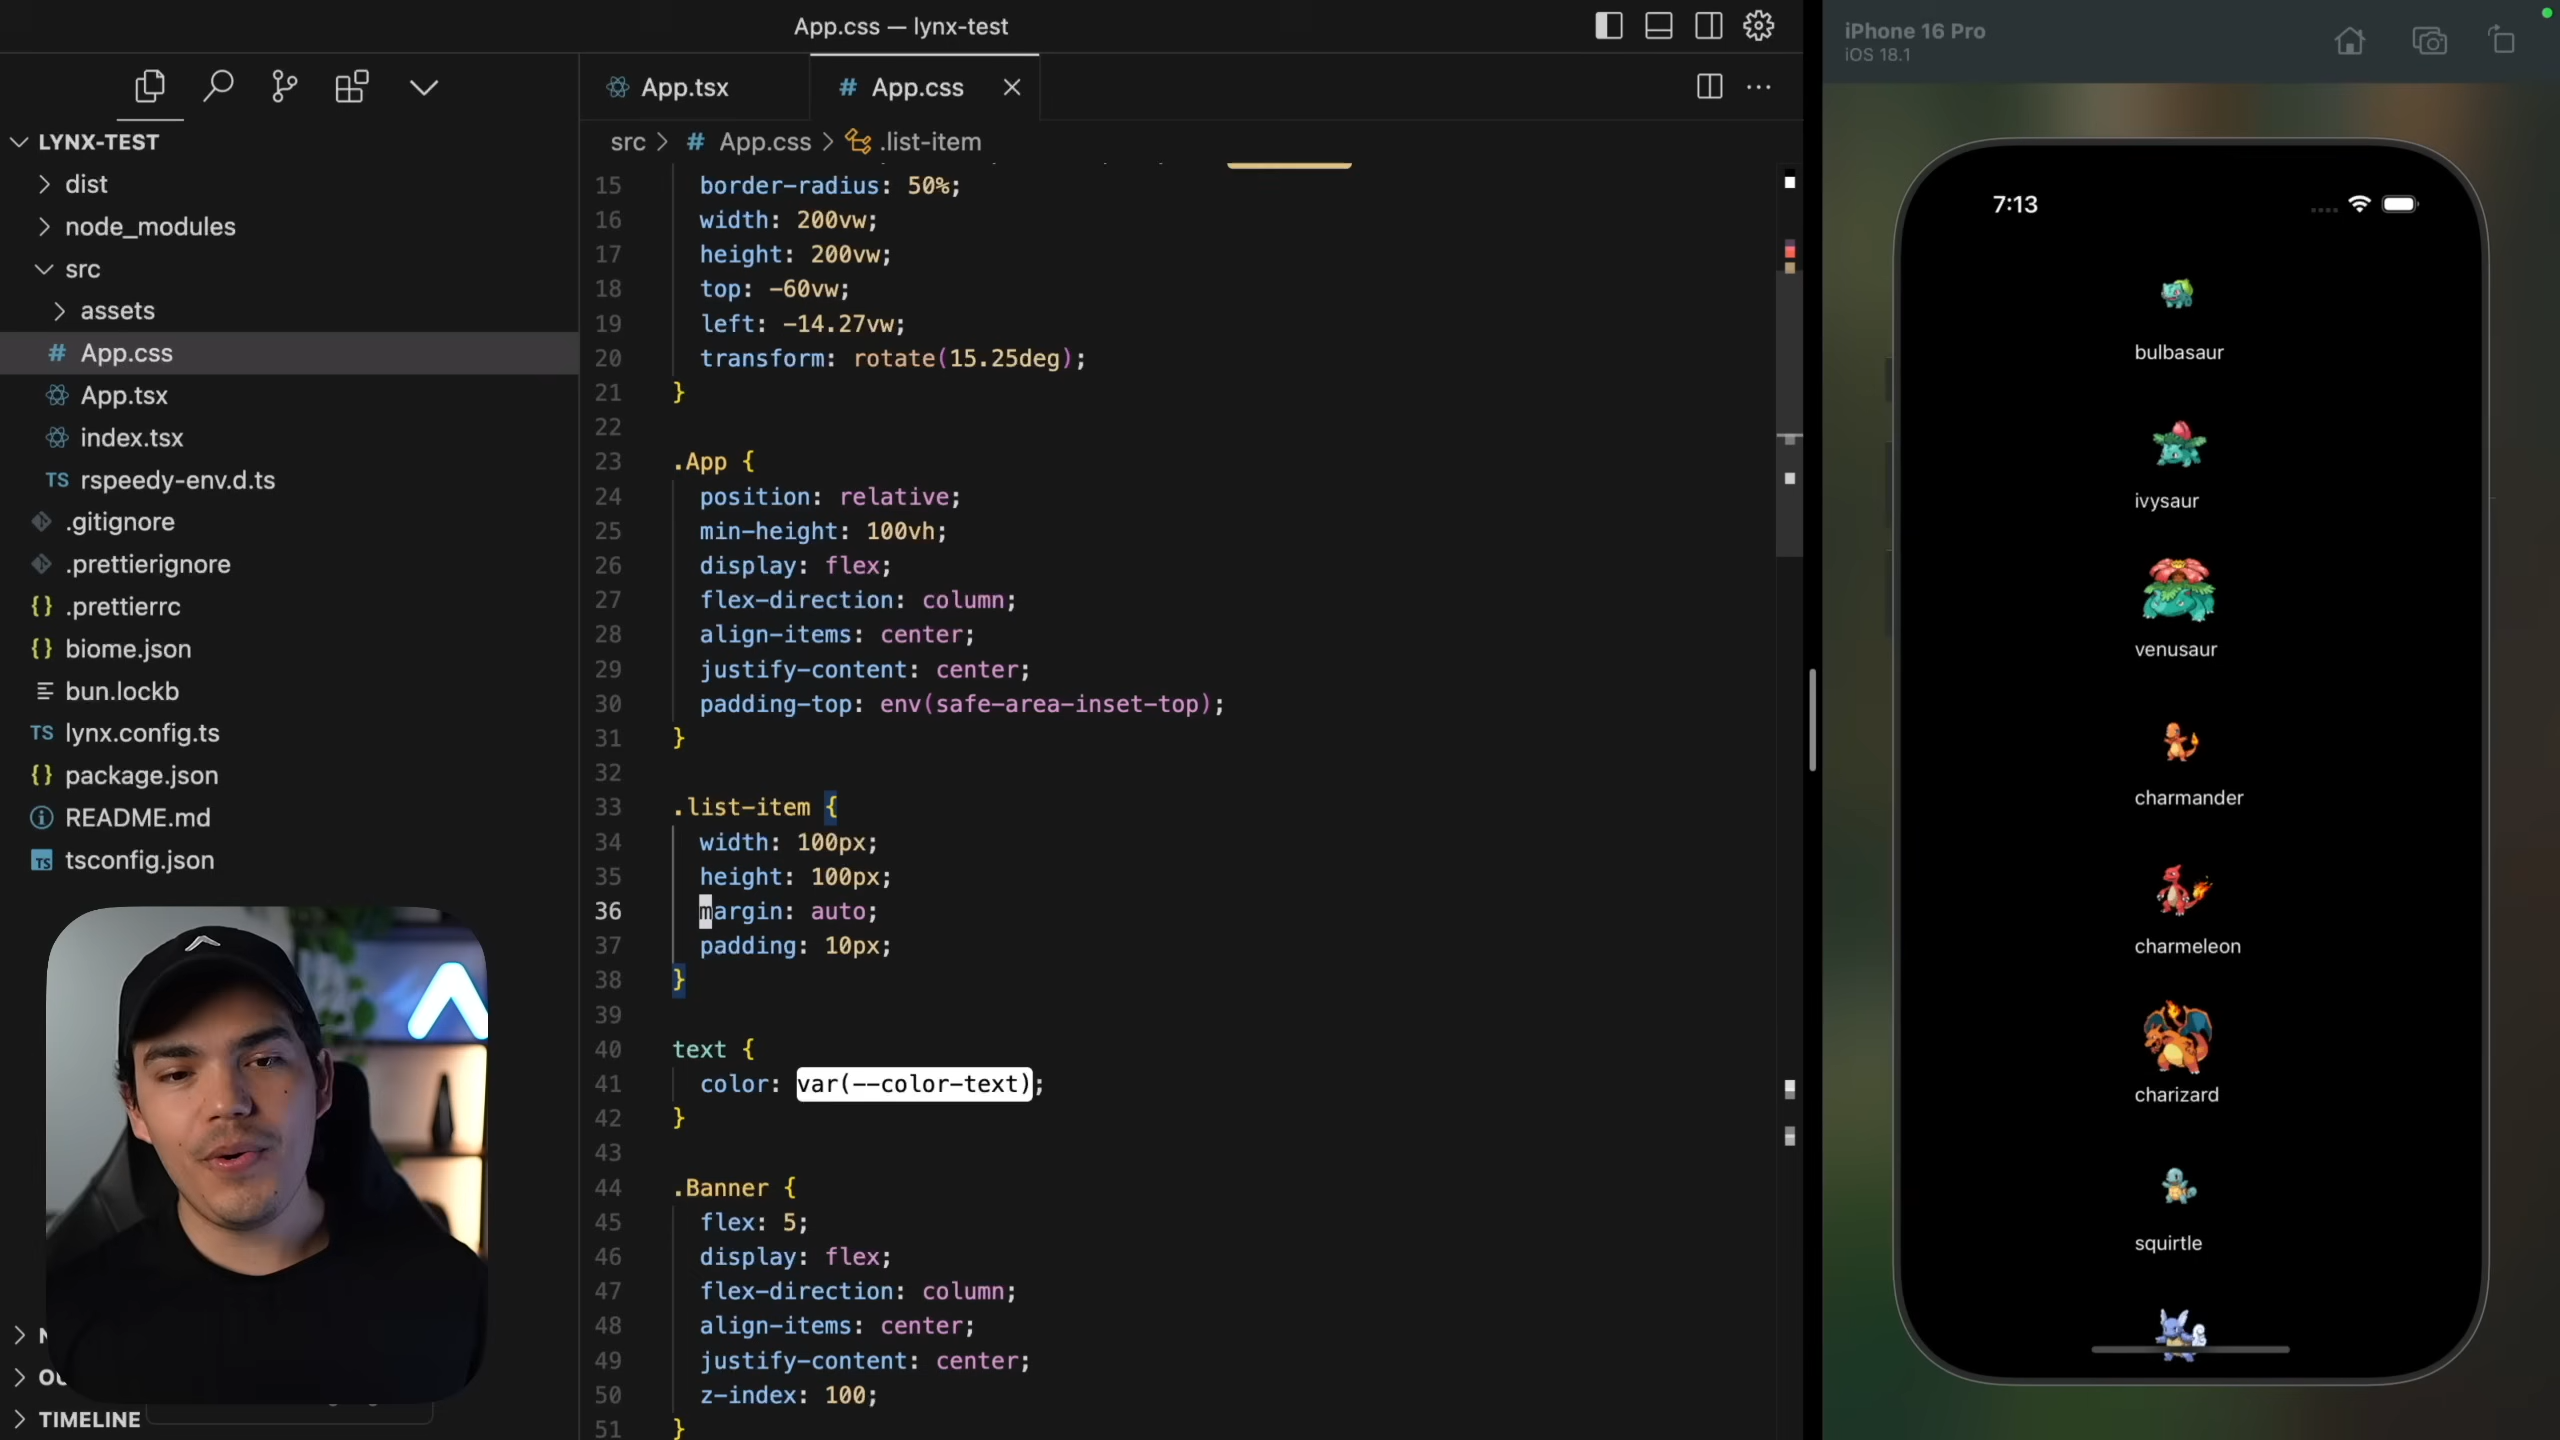 App.css — lynx-test
App.tsx
# App.css
src > # App.css > .list-item
LYNX-TEST
dist
node_modules
src
assets
# App.css
App.tsx
index.tsx
TS rspeedy-env.d.ts
.gitignore
.prettierignore
{} .prettierrc
{} biome.json
bun.lockb
TS lynx.config.ts
{} package.json
README.md
TS tsconfig.json
TIMELINE
15 border-radius: 50%;
16 width: 200vw;
17 height: 200vw;
18 top: -60vw;
19 left: -14.27vw;
20 transform: rotate(15.25deg);
21 }
22
23 .App {
24 position: relative;
25 min-height: 100vh;
26 display: flex;
27 flex-direction: column;
28 align-items: center;
29 justify-content: center;
30 padding-top: env(safe-area-inset-top);
31 }
32
33 .list-item {
34 width: 100px;
35 height: 100px;
36 margin: auto;
37 padding: 10px;
38 }
39
40 text {
41 color: var(--color-text);
42 }
43
44 .Banner {
45 flex: 5;
46 display: flex;
47 flex-direction: column;
48 align-items: center;
49 justify-content: center;
50 z-index: 100;
51 }
iPhone 16 Pro
iOS 18.1
7:13
bulbasaur
ivysaur
venusaur
charmander
charmeleon
charizard
squirtle